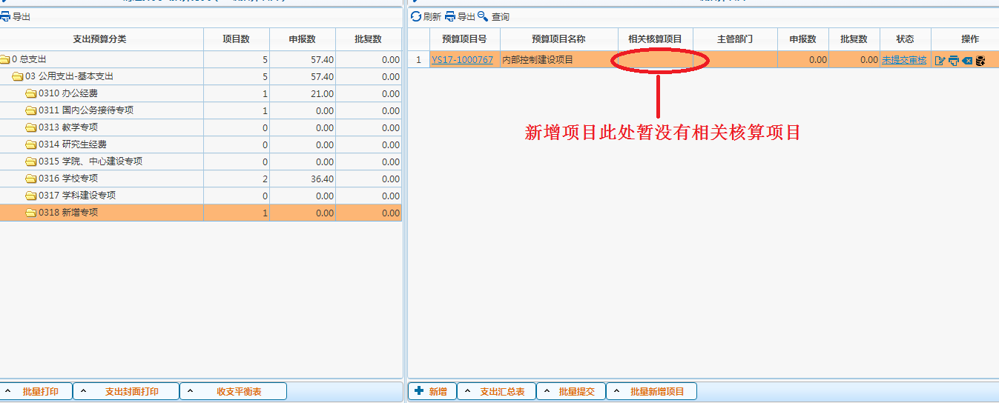 导出
支出预算分类 项目数 申报数 批复数
0 总支出 5 57.40 0.00
03 公用支出-基本支出 5 57.40 0.00
0310 办公经费 1 21.00 0.00
0311 国内公务接待专项 1 0.00 0.00
0313 教学专项 0 0.00 0.00
0314 研究生经费 0 0.00 0.00
0315 学院、中心建设专项 0 0.00 0.00
0316 学校专项 2 36.40 0.00
0317 学科建设专项 0 0.00 0.00
0318 新增专项 1 0.00 0.00
批量打印 支出封面打印 收支平衡表
刷新 导出 查询
预算项目号 预算项目名称 相关核算项目 主管部门 申报数 批复数 状态 操作
1 YS17-1000767 内部控制建设项目 0.00 0.00 未提交审核
新增项目此处暂没有相关核算项目
新增 支出汇总表 批量提交 批量新增项目